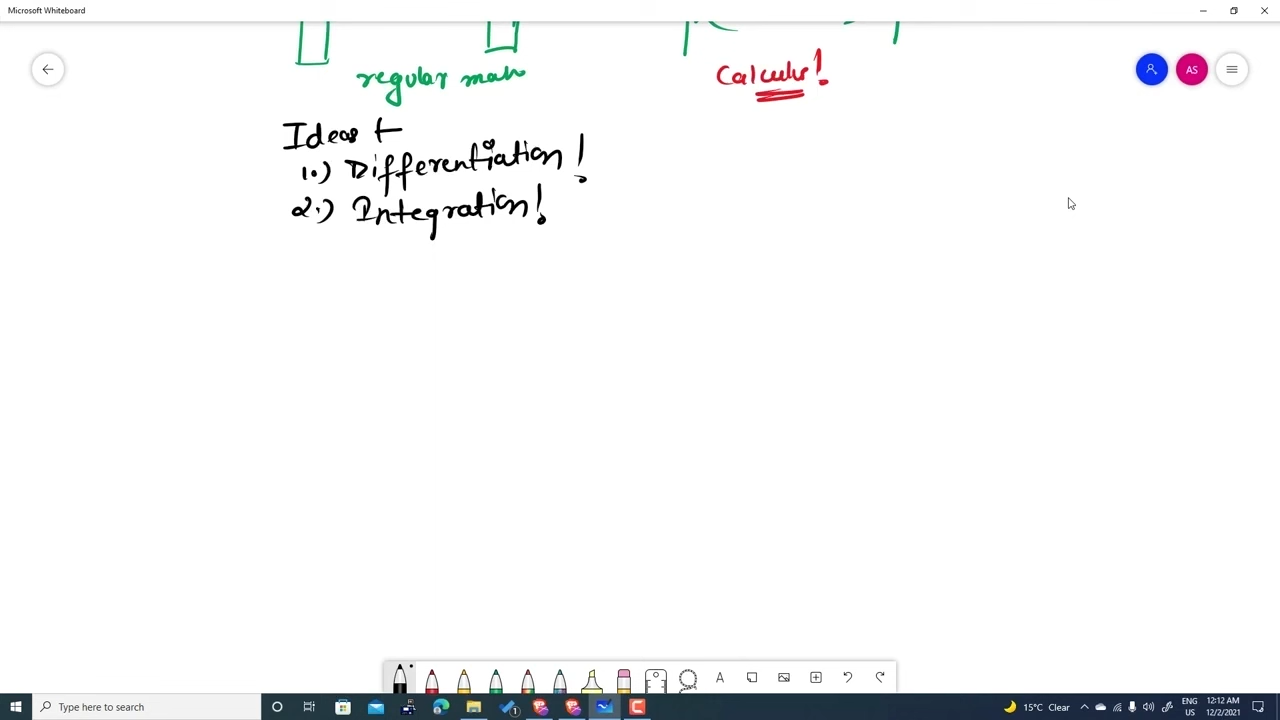 Microsoft Whiteboard
regular math
Calculus!
AS
Ideas
1.) Differentiation!
2.) Integration!
A
Type here to search
15°C Clear
ENG
US
12:12 AM
12/2/2021